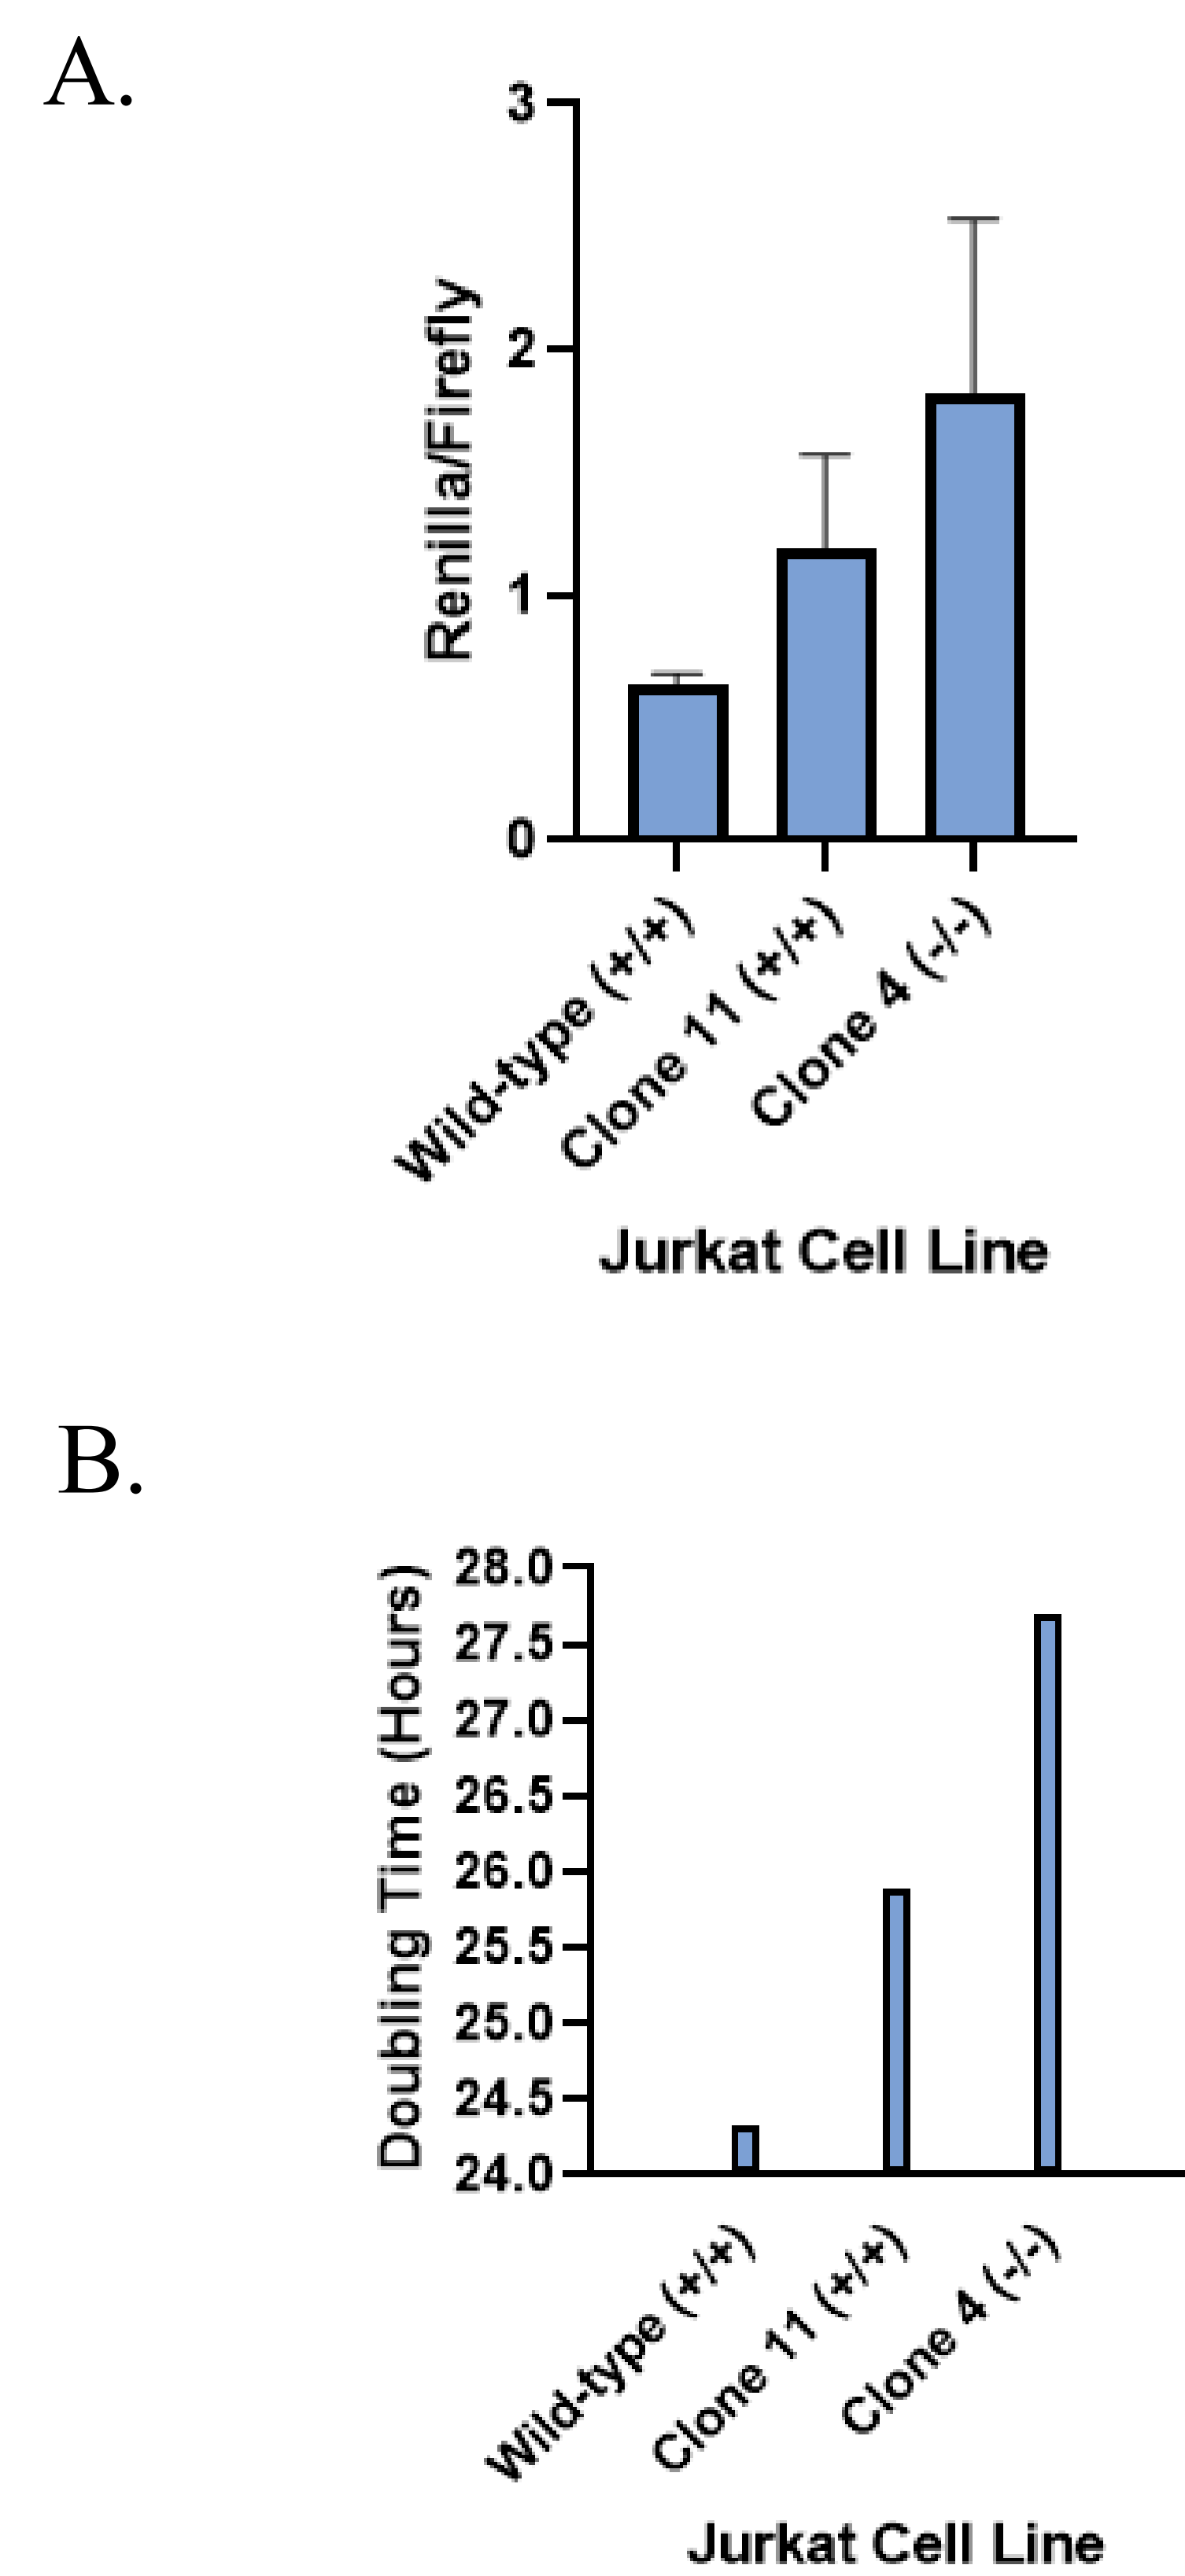 A.
3
2
1
0
Renilla/Firefly
Wild-type (+/+)
Clone 11 (+/+)
Clone 4 (-/-)
Jurkat Cell Line
B.
28.0
27.5
27.0
26.5
26.0
25.5
25.0
24.5
24.0
Doubling Time (Hours)
Wild-type (+/+)
Clone 11 (+/+)
Clone 4 (-/-)
Jurkat Cell Line